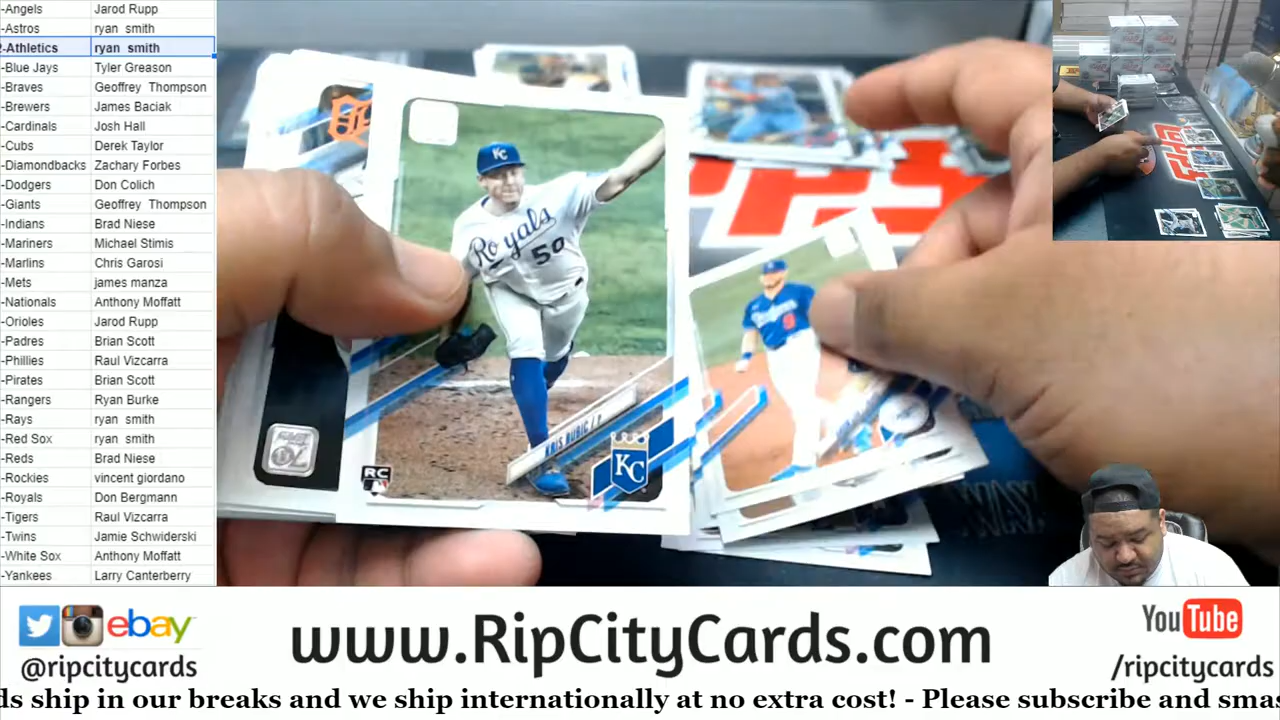 -Angels Jarod Rupp
-Astros ryan smith
-Athletics ryan smith
-Blue Jays Tyler Greason
-Braves Geoffrey Thompson
-Brewers James Baciak
-Cardinals Josh Hall
-Cubs Derek Taylor
-Diamondbacks Zachary Forbes
-Dodgers Don Colich
-Giants Geoffrey Thompson
-Indians Brad Niese
-Mariners Michael Stimis
-Marlins Chris Garosi
-Mets james manza
-Nationals Anthony Moffatt
-Orioles Jarod Rupp
-Padres Brian Scott
-Phillies Raul Vizcarra
-Pirates Brian Scott
-Rangers Ryan Burke
-Rays ryan smith
-Red Sox ryan smith
-Reds Brad Niese
-Rockies vincent giordano
-Royals Don Bergmann
-Tigers Raul Vizcarra
-Twins Jamie Schwiderski
-White Sox Anthony Moffatt
-Yankees Larry Canterbery
KC
Royals
50
KRIS BUBIC / P
RC
KC
Dodgers
ebay
@ripcitycards
www.RipCityCards.com
YouTube
/ripcitycards
ds ship in our breaks and we ship internationally at no extra cost! - Please subscribe and smas